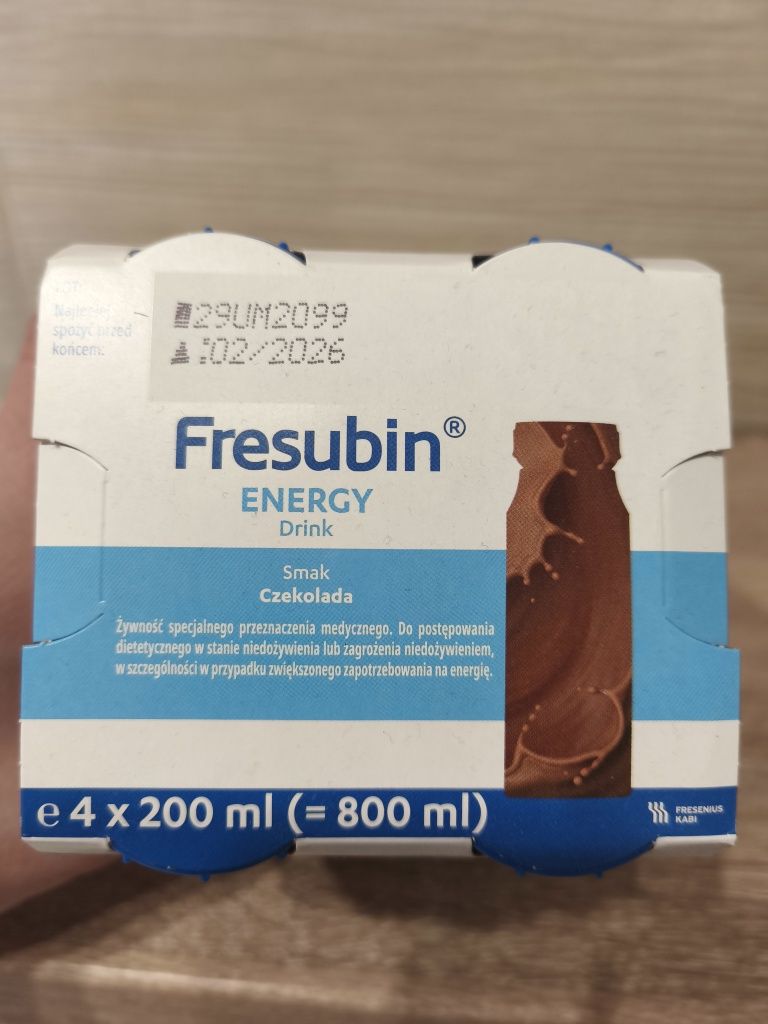 LOT:
Najlepiej
spożyć przed
końcem:
29UM2099
:02/2026
Fresubin®
ENERGY
Drink
Smak
Czekolada
Żywność specjalnego przeznaczenia medycznego. Do postępowania
dietetycznego w stanie niedożywienia lub zagrożenia niedożywieniem,
w szczególności w przypadku zwiększonego zapotrzebowania na energię.
℮ 4 x 200 ml (= 800 ml)
FRESENIUS
KABI